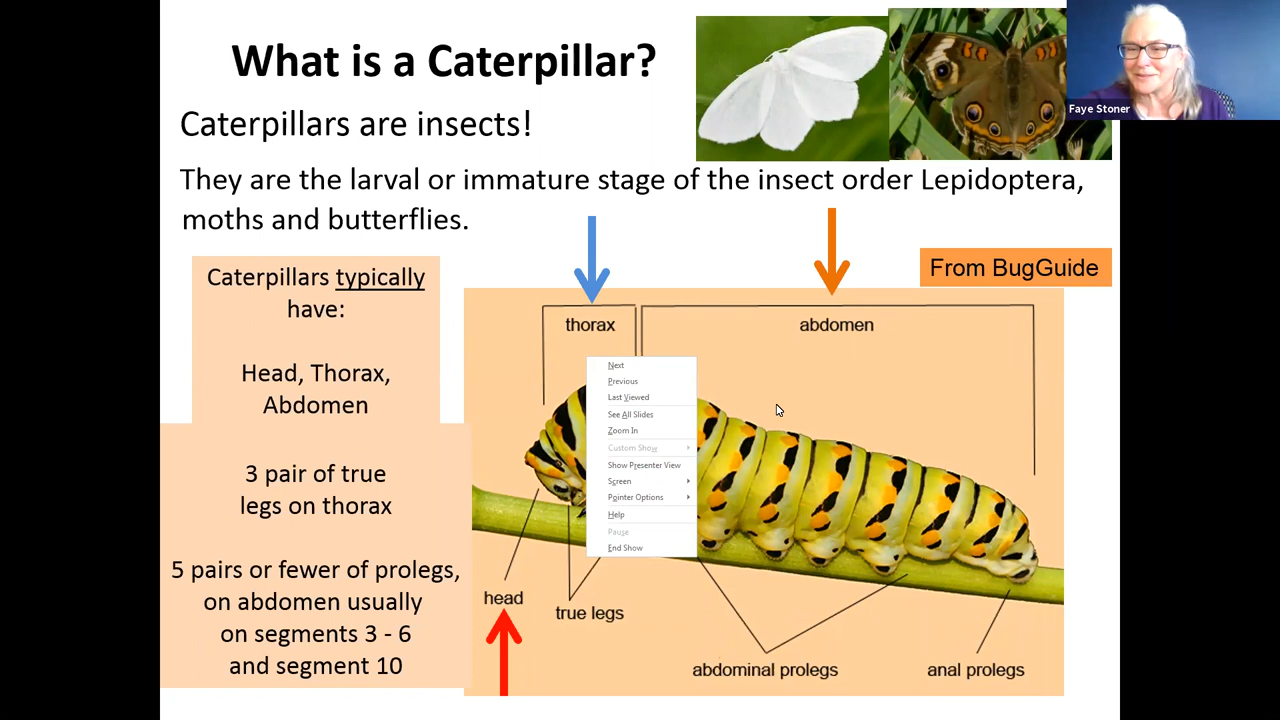 What is a Caterpillar?
Faye Stoner
Caterpillars are insects!
They are the larval or immature stage of the insect order Lepidoptera,
moths and butterflies.
From BugGuide
Caterpillars typically
have:
Head, Thorax,
Abdomen
3 pair of true
legs on thorax
5 pairs or fewer of prolegs,
on abdomen usually
on segments 3 - 6
and segment 10
thorax
abdomen
Next
Previous
Last Viewed
See All Slides
Zoom In
Custom Show
Show Presenter View
Screen
Pointer Options
Help
Pause
End Show
head
true legs
abdominal prolegs
anal prolegs